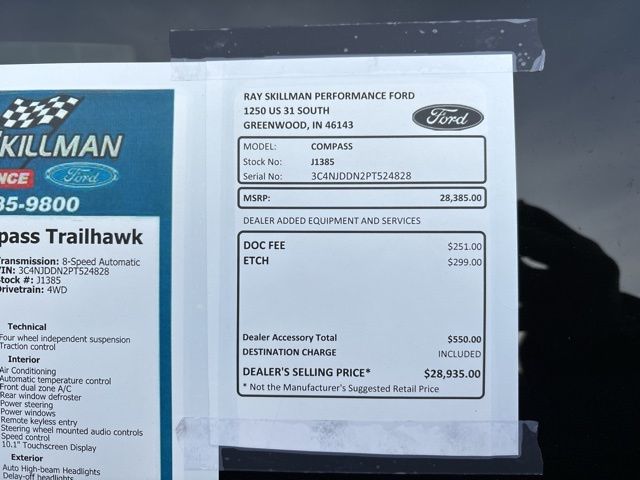 SKILLMAN
Ford
85-9800
pass Trailhawk
Transmission: 8-Speed Automatic
VIN: 3C4NJDDN2PT524828
Stock #: J1385
Drivetrain: 4WD
Technical
Four wheel independent suspension
Traction control
Interior
Air Conditioning
Automatic temperature control
Front dual zone A/C
Rear window defroster
Power steering
Power windows
Remote keyless entry
Steering wheel mounted audio controls
Speed control
10.1" Touchscreen Display
Exterior
Auto High-beam Headlights
Delay-off headlights
RAY SKILLMAN PERFORMANCE FORD
1250 US 31 SOUTH
GREENWOOD, IN 46143
Ford
MODEL: COMPASS
Stock No: J1385
Serial No: 3C4NJDDN2PT524828
MSRP: 28,385.00
DEALER ADDED EQUIPMENT AND SERVICES
DOC FEE $251.00
ETCH $299.00
Dealer Accessory Total $550.00
DESTINATION CHARGE INCLUDED
DEALER'S SELLING PRICE* $28,935.00
* Not the Manufacturer's Suggested Retail Price